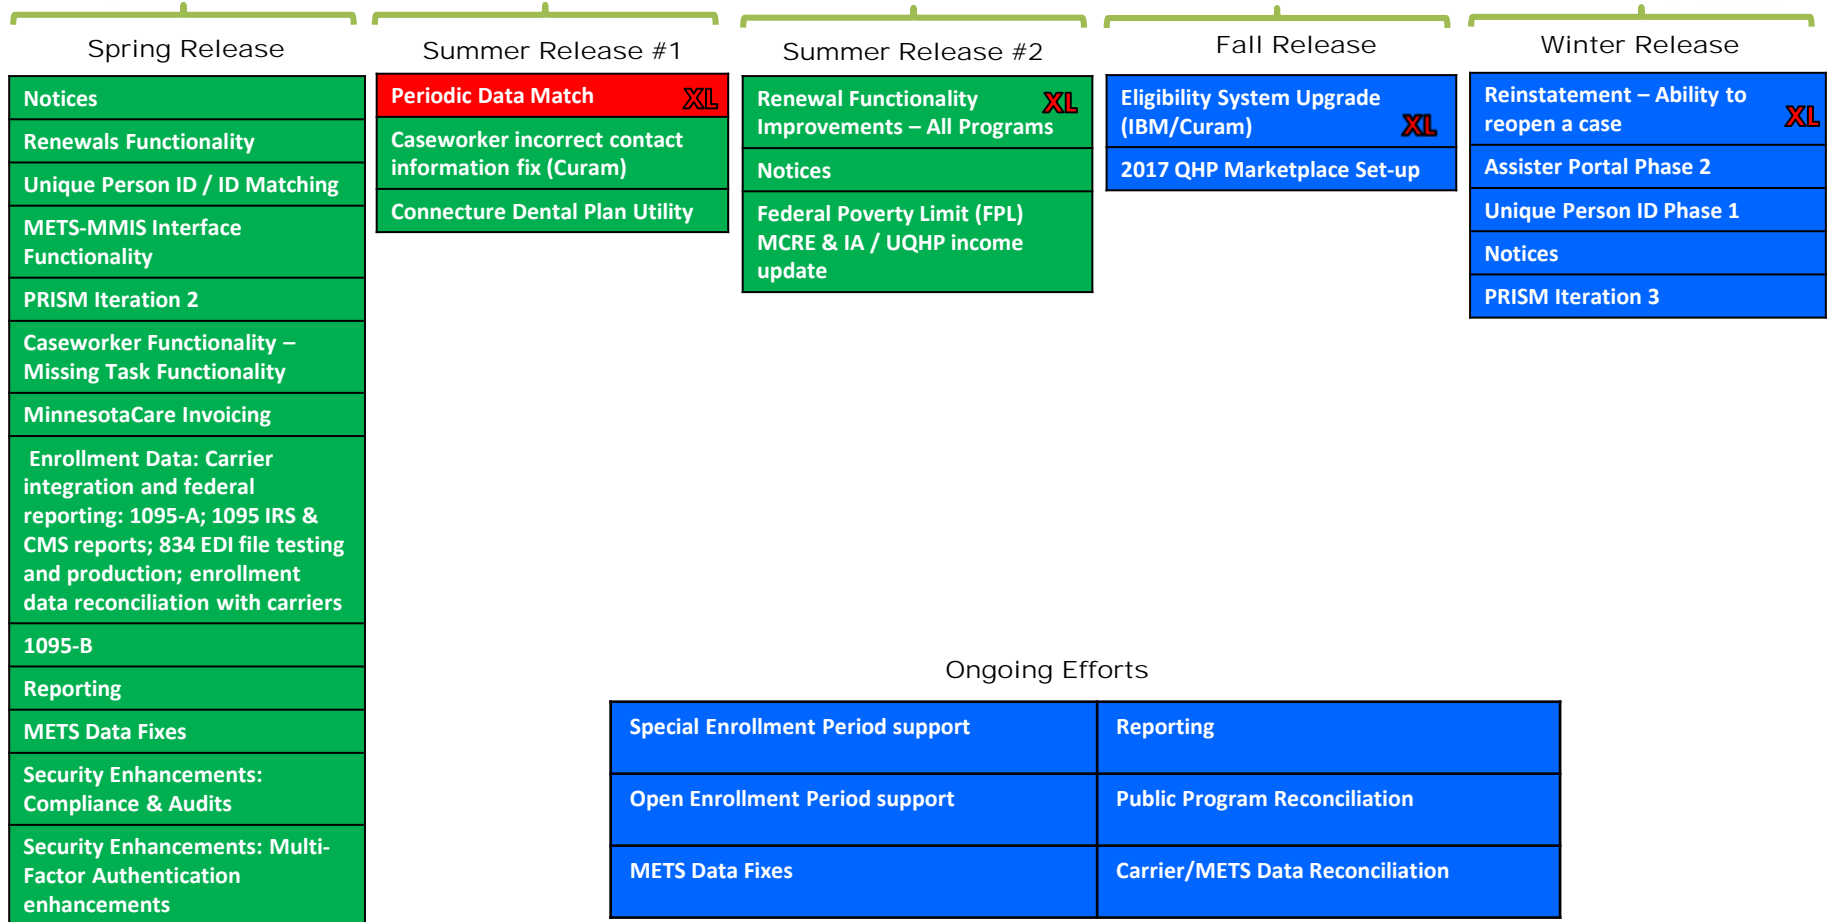 Spring Release
Notices
Renewals Functionality
Unique Person ID / ID Matching
METS-MMIS Interface
Functionality
PRISM Iteration 2
Caseworker Functionality –
Missing Task Functionality
MinnesotaCare Invoicing
Enrollment Data: Carrier
integration and federal
reporting: 1095-A; 1095 IRS &
CMS reports; 834 EDI file testing
and production; enrollment
data reconciliation with carriers
1095-B
Reporting
METS Data Fixes
Security Enhancements:
Compliance & Audits
Security Enhancements: Multi-
Factor Authentication
enhancements
Summer Release #1
Periodic Data Match XL
Caseworker incorrect contact
information fix (Curam)
Connecture Dental Plan Utility
Summer Release #2
Renewal Functionality XL
Improvements – All Programs
Notices
Federal Poverty Limit (FPL)
MCRE & IA / UQHP income
update
Fall Release
Eligibility System Upgrade
(IBM/Curam) XL
2017 QHP Marketplace Set-up
Winter Release
Reinstatement – Ability to
reopen a case XL
Assister Portal Phase 2
Unique Person ID Phase 1
Notices
PRISM Iteration 3
Ongoing Efforts
Special Enrollment Period support
Reporting
Open Enrollment Period support
Public Program Reconciliation
METS Data Fixes
Carrier/METS Data Reconciliation